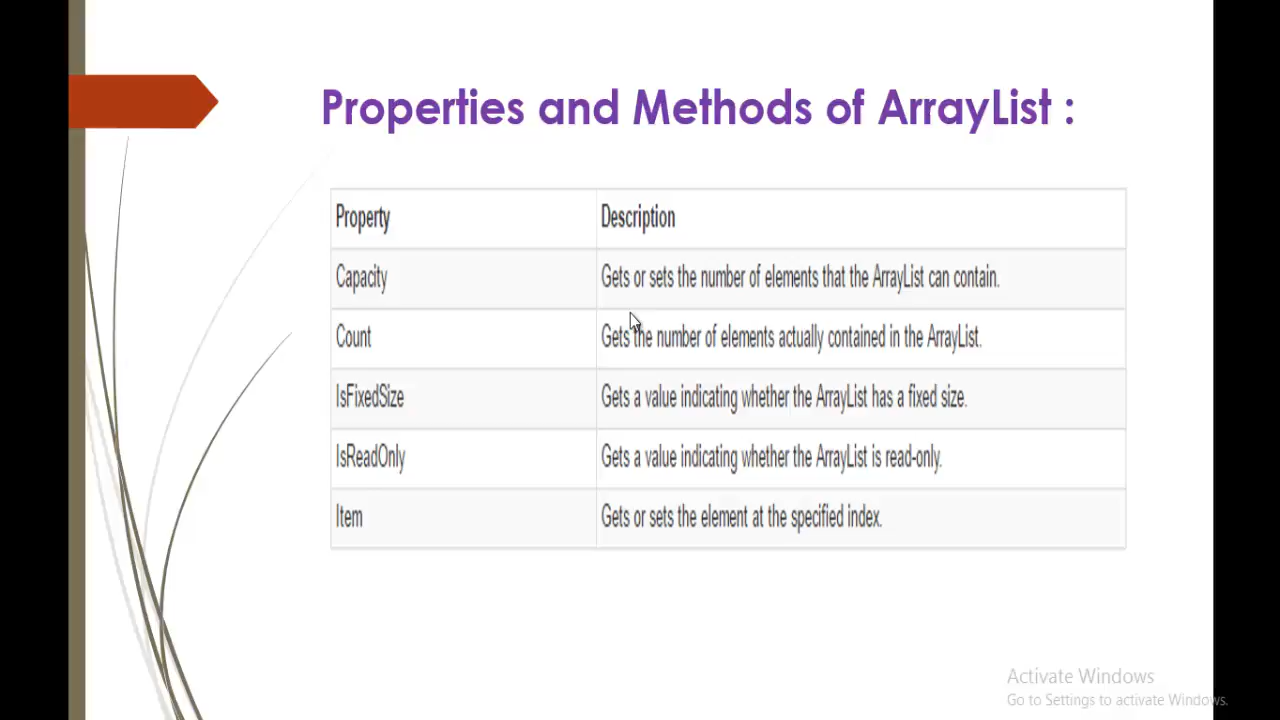 Properties and Methods of ArrayList :
Property Description
Capacity Gets or sets the number of elements that the ArrayList can contain.
Count Gets the number of elements actually contained in the ArrayList.
IsFixedSize Gets a value indicating whether the ArrayList has a fixed size.
IsReadOnly Gets a value indicating whether the ArrayList is read-only.
Item Gets or sets the element at the specified index.
Activate Windows
Go to Settings to activate Windows.